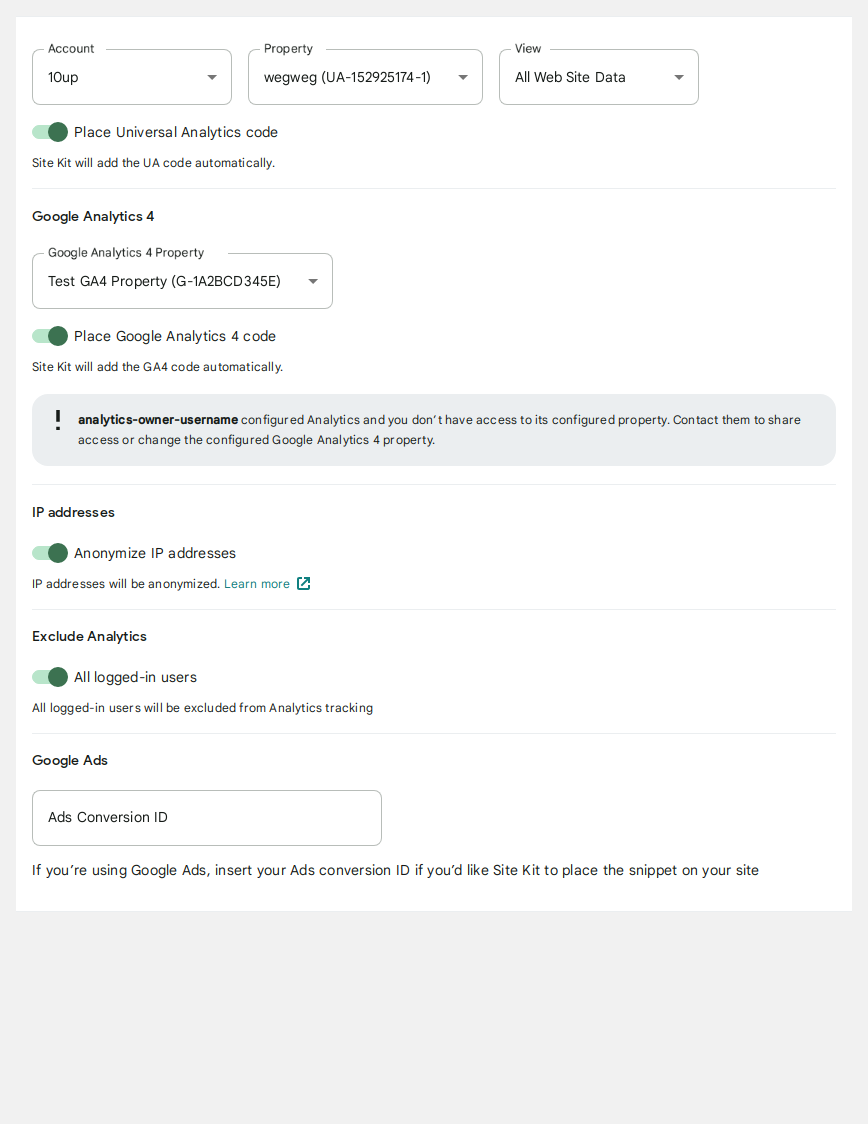 Account
Property
View
10up
wegweg (UA-152925174-1)
All Web Site Data
Place Universal Analytics code
Site Kit will add the UA code automatically.
Google Analytics 4
Google Analytics 4 Property
Test GA4 Property (G-1A2BCD345E)
Place Google Analytics 4 code
Site Kit will add the GA4 code automatically.
analytics-owner-username configured Analytics and you don’t have access to its configured property. Contact them to share
access or change the configured Google Analytics 4 property.
IP addresses
Anonymize IP addresses
IP addresses will be anonymized. Learn more
Exclude Analytics
All logged-in users
All logged-in users will be excluded from Analytics tracking
Google Ads
Ads Conversion ID
If you’re using Google Ads, insert your Ads conversion ID if you’d like Site Kit to place the snippet on your site